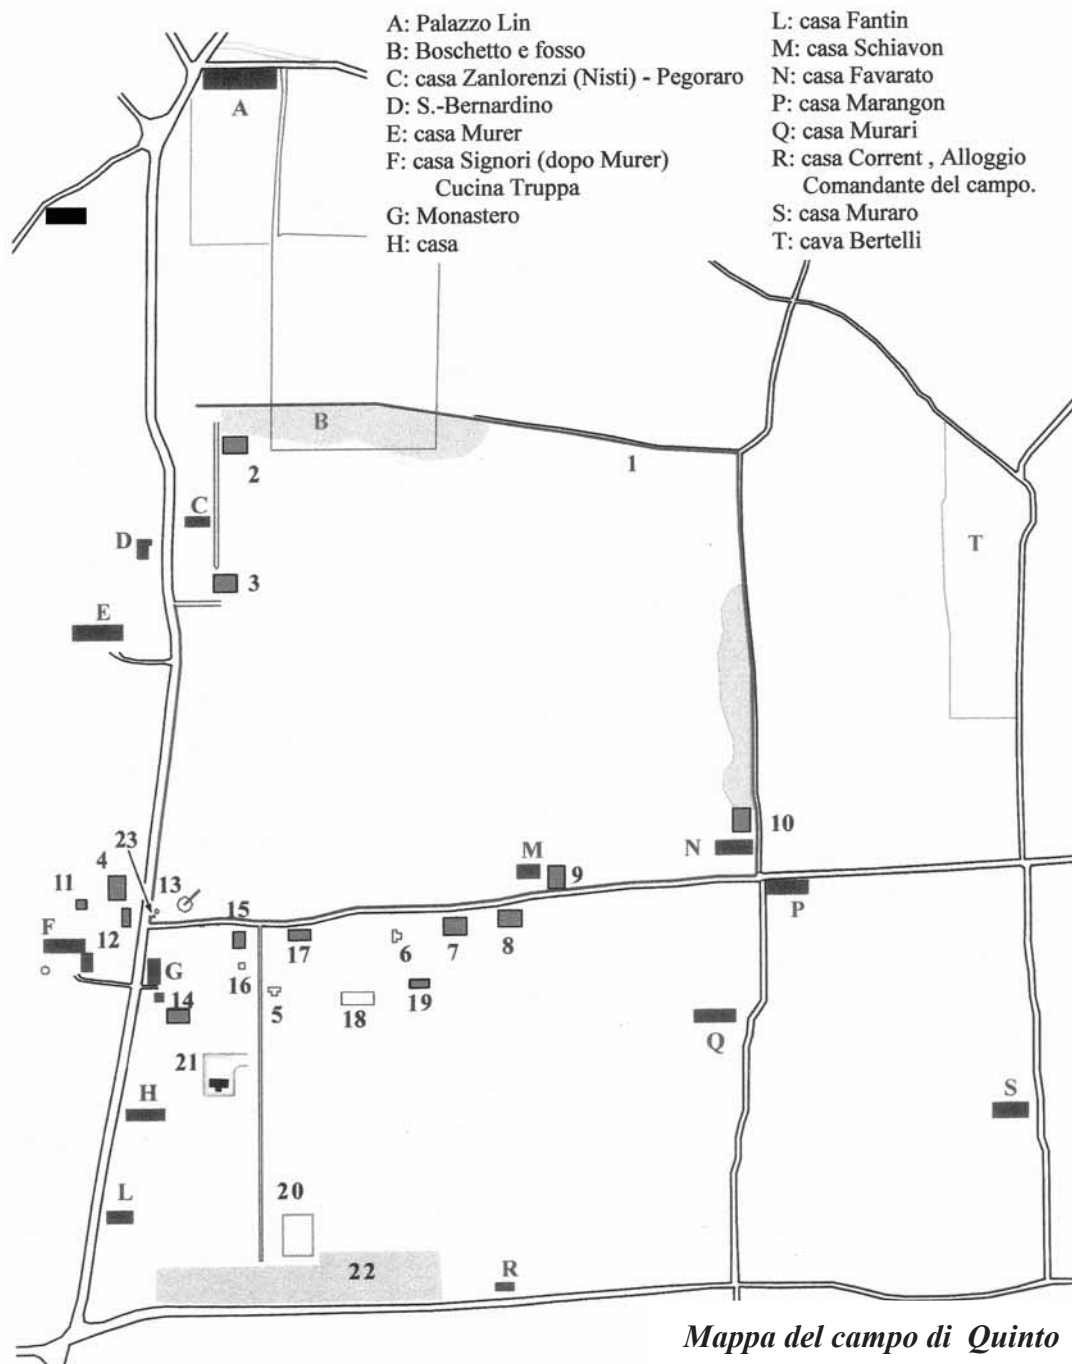 A: Palazzo Lin
B: Boschetto e fosso
C: casa Zanlorenzi (Nisti) - Pegoraro
D: S.-Bernardino
E: casa Murer
F: casa Signori (dopo Murer)
Cucina Truppa
G: Monastero
H: casa
L: casa Fantin
M: casa Schiavon
N: casa Favarato
P: casa Marangon
Q: casa Murari
R: casa Corrent , Alloggio
Comandante del campo.
S: casa Muraro
T: cava Bertelli
A
B
1
2
C
D
T
3
E
10
N
M
9
23
4
13
11
15
P
F
12
17
6
7
8
G
16
5
18
19
14
Q
21
H
S
L
20
22
R
Mappa del campo di Quinto